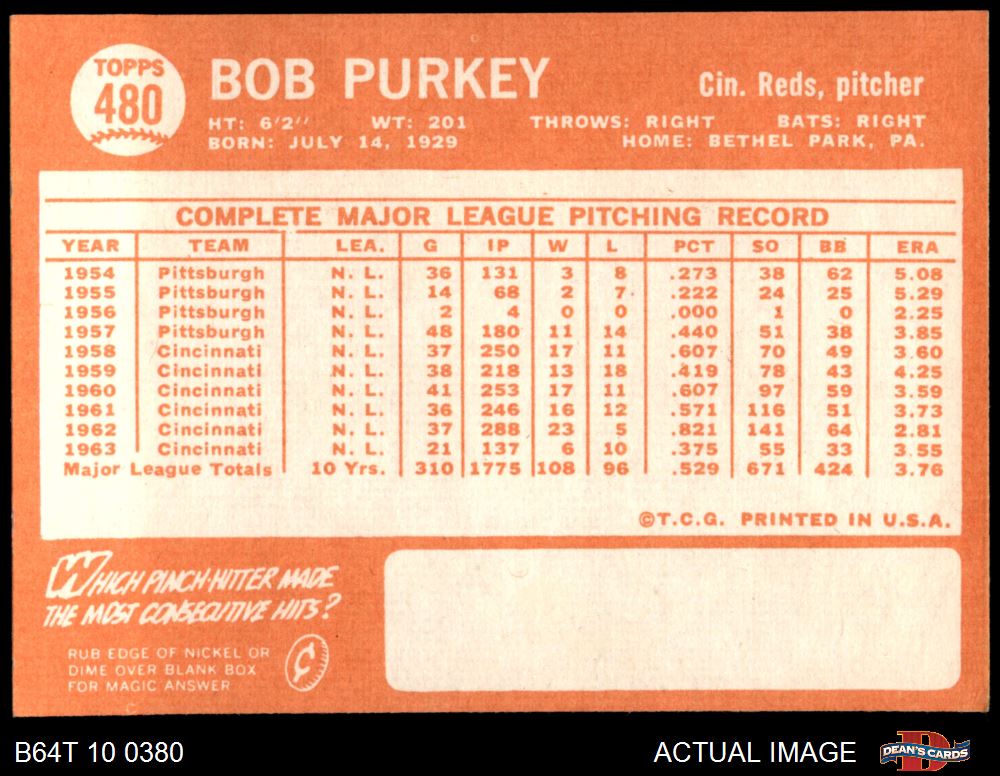 TOPPS
480
BOB PURKEY
Cin. Reds, pitcher
HT: 6'2" WT: 201 THROWS: RIGHT BATS: RIGHT
BORN: JULY 14, 1929 HOME: BETHEL PARK, PA.
COMPLETE MAJOR LEAGUE PITCHING RECORD
YEAR TEAM LEA. G IP W L PCT SO BB ERA
1954 Pittsburgh N. L. 36 131 3 8 .273 38 62 5.08
1955 Pittsburgh N. L. 14 68 2 7 .222 24 25 5.29
1956 Pittsburgh N. L. 2 4 0 0 .000 1 0 2.25
1957 Pittsburgh N. L. 48 180 11 14 .440 51 38 3.85
1958 Cincinnati N. L. 37 250 17 11 .607 70 49 3.60
1959 Cincinnati N. L. 38 218 13 18 .419 78 43 4.25
1960 Cincinnati N. L. 41 253 17 11 .607 97 59 3.59
1961 Cincinnati N. L. 36 246 16 12 .571 116 51 3.73
1962 Cincinnati N. L. 37 288 23 5 .821 141 64 2.81
1963 Cincinnati N. L. 21 137 6 10 .375 55 33 3.55
Major League Totals 10 Yrs. 310 1775 108 96 .529 671 424 3.76
©T.C.G. PRINTED IN U.S.A.
WHICH PINCH-HITTER MADE
THE MOST CONSECUTIVE HITS?
RUB EDGE OF NICKEL OR
DIME OVER BLANK BOX
FOR MAGIC ANSWER
B64T 10 0380
ACTUAL IMAGE
D
DEAN'S CARDS